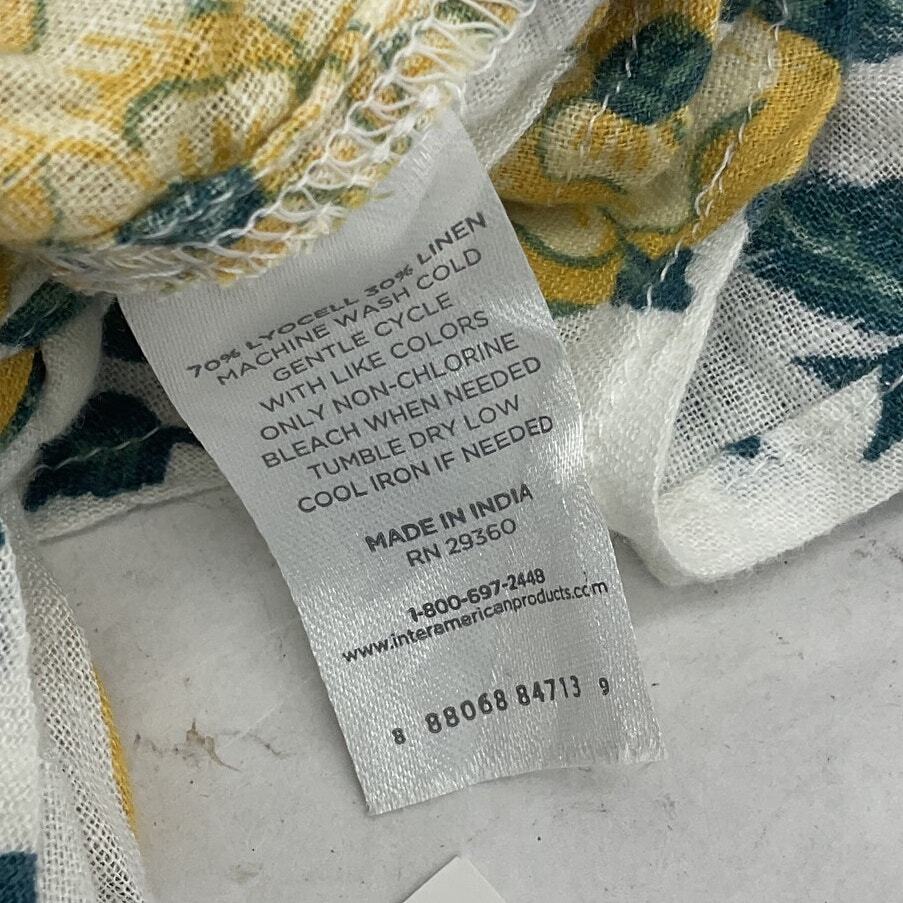 70% LYOCELL 30% LINEN
MACHINE WASH COLD
GENTLE CYCLE
WITH LIKE COLORS
ONLY NON-CHLORINE
BLEACH WHEN NEEDED
TUMBLE DRY LOW
COOL IRON IF NEEDED
MADE IN INDIA
RN 29360
1-800-697-2448
www.interamericanproducts.com
8 88068 84713 9